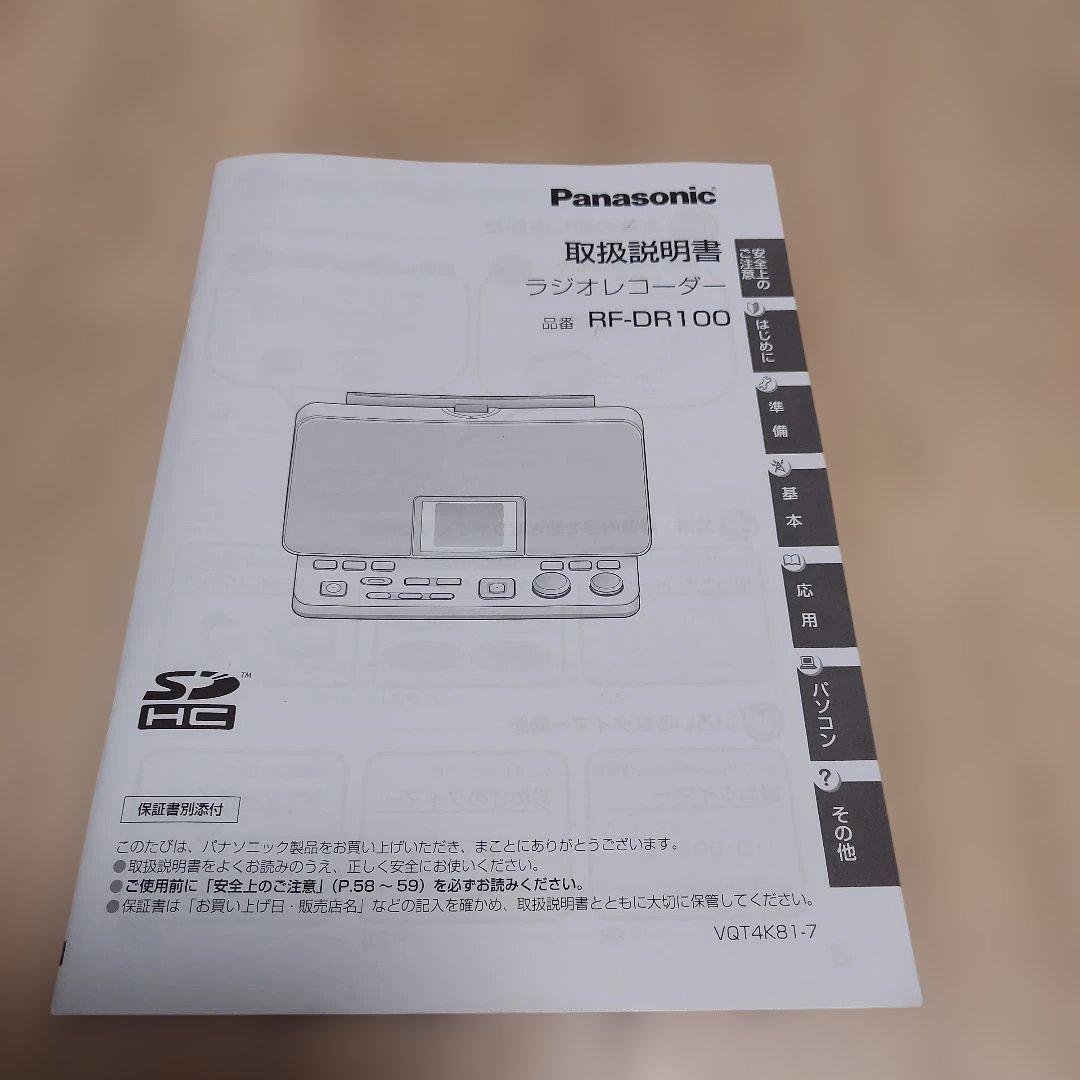 Panasonic
取扱説明書
ラジオレコーダー
品番 RF-DR100
安全上の
ご注意
はじめに
準備
基本
応用
パソコン
?
その他
SD™
HC
保証書別添付
このたびは、パナソニック製品をお買い上げいただき、まことにありがとうございます。
●取扱説明書をよくお読みのうえ、正しく安全にお使いください。
●ご使用前に「安全上のご注意」(P.58 ~ 59)を必ずお読みください。
●保証書は「お買い上げ日・販売店名」などの記入を確かめ、取扱説明書とともに大切に保管してください。
VQT4K81-7